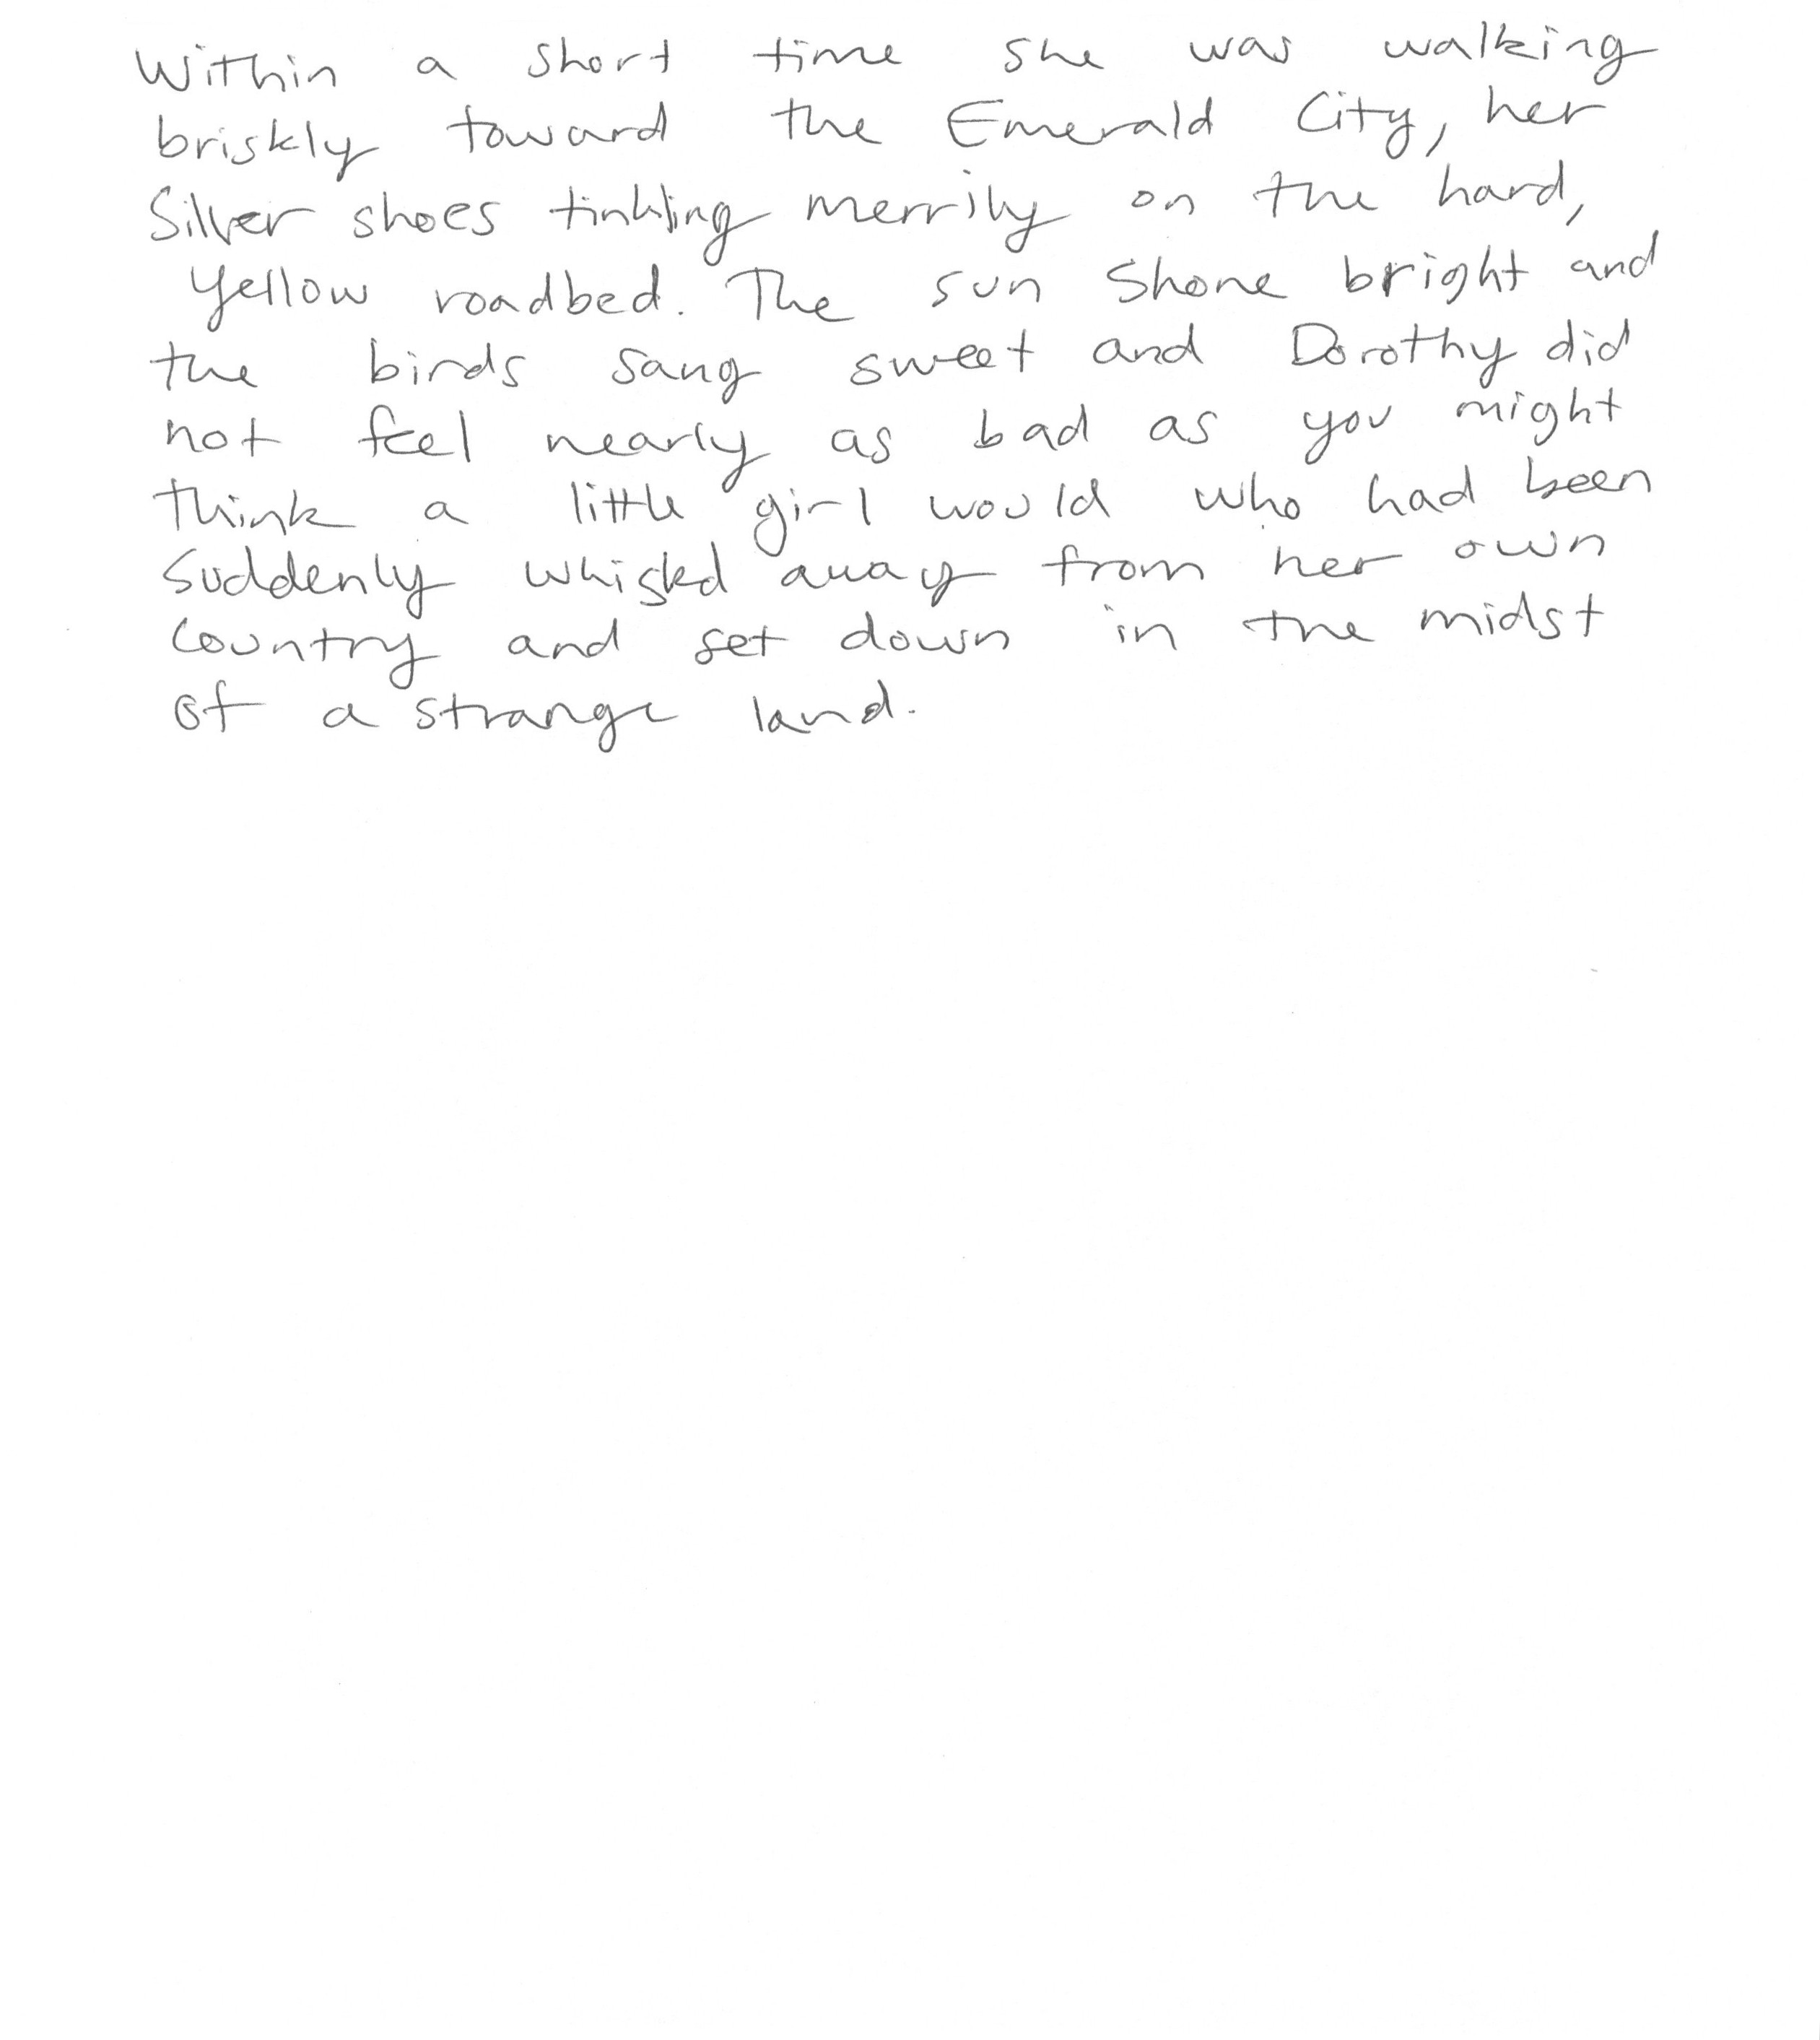 Within a short time she was walking
briskly toward the Emerald City, her
Silver shoes tinkling merrily on the hard,
yellow roadbed. The sun shone bright and
the birds sang sweet and Dorothy did
not feel nearly as bad as you might
think a little girl would who had been
suddenly whisked away from her own
country and set down in the midst
of a strange land.